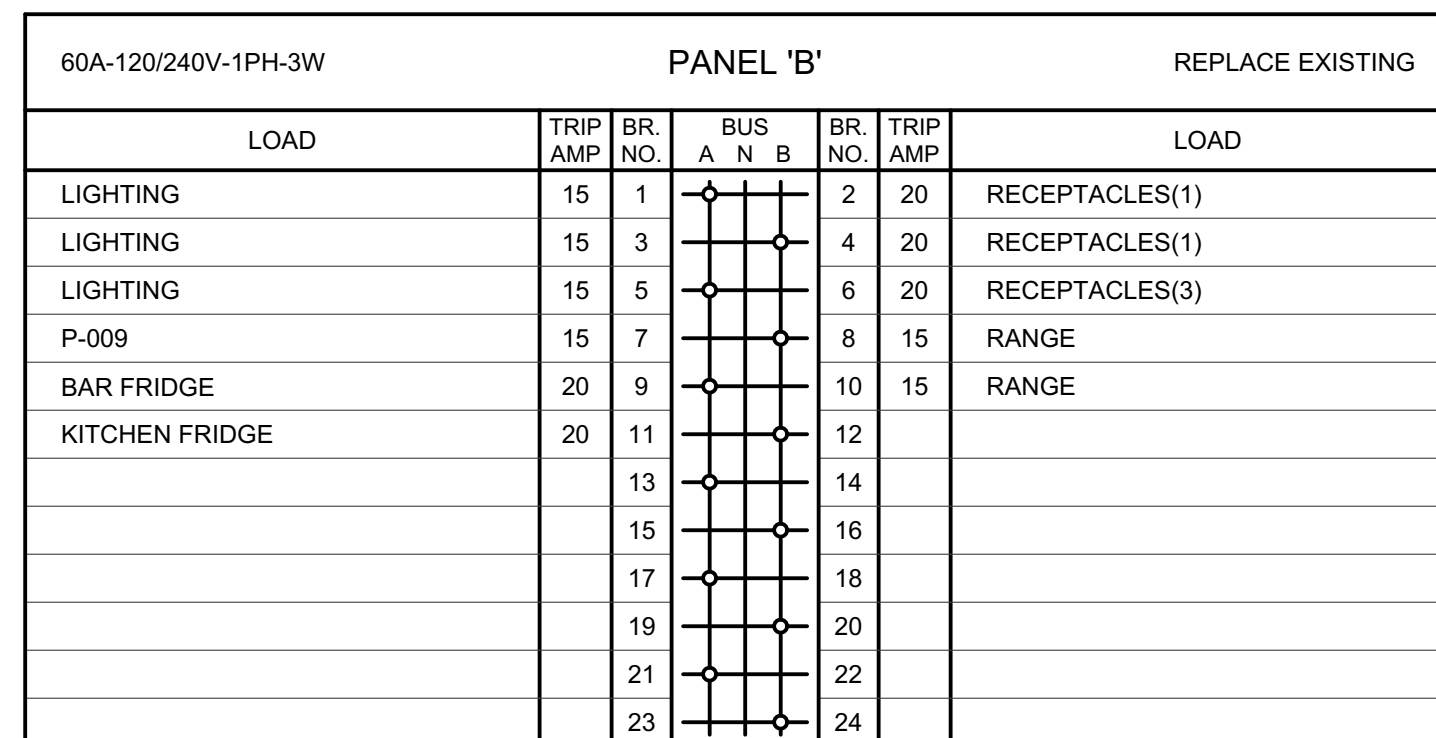 60A-120/240V-1PH-3W PANEL 'B' REPLACE EXISTING
LOAD TRIP AMP BR. NO. BUS A N B BR. NO. TRIP AMP LOAD
LIGHTING 15 1 2 20 RECEPTACLES(1)
LIGHTING 15 3 4 20 RECEPTACLES(1)
LIGHTING 15 5 6 20 RECEPTACLES(3)
P-009 15 7 8 15 RANGE
BAR FRIDGE 20 9 10 15 RANGE
KITCHEN FRIDGE 20 11 12
13 14
15 16
17 18
19 20
21 22
23 24